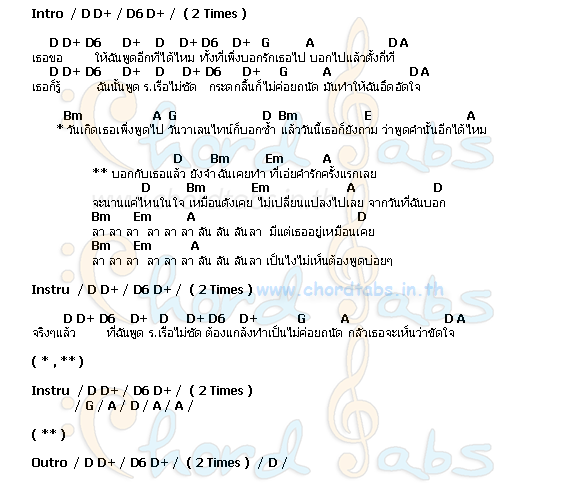 Intro / D D+ / D6 D+ / ( 2 Times )
D D+ D6 D+ D D+ D6 D+ G A D A
เธอขอ ให้ฉันพูดอีกทีได้ไหม ทั้งที่เพิ่งบอกรักเธอไป บอกไปแล้วตั้งกี่ที
D D+ D6 D+ D D+ D6 D+ G A D A
เธอก็รู้ ฉันนั้นพูด ร.เรือไม่ชัด กระดกลิ้นก็ไม่ค่อยถนัด มันทำให้ฉันอึดอัดใจ
Bm A G D Bm E A
* วันเกิดเธอเพิ่งพูดไป วันวาเลนไทน์ก็บอกซ้ำ แล้ววันนี้เธอก็ยังถาม ว่าพูดคำนั้นอีกได้ไหม
D Bm Em A
** บอกกับเธอแล้ว ยังจำฉันเคยทำ ที่เอ่ยคำรักครั้งแรกเลย
D Bm Em A D
จะนานแค่ไหนในใจ เหมือนดังเคย ไม่เปลี่ยนแปลงไปเลย จากวันที่ฉันบอก
Bm Em A D
ลา ลา ลา ลา ลา ลา ลัน ลัน ลันลา มีแต่เธออยู่เหมือนเคย
Bm Em A
ลา ลา ลา ลา ลา ลา ลัน ลัน ลันลา เป็นไงไม่เห็นต้องพูดบ่อยๆ
Instru / D D+ / D6 D+ / ( 2 Times )
www.chordtabs.in.th
D D+ D6 D+ D D+ D6 D+ G A D A
จริงๆแล้ว ที่ฉันพูด ร.เรือไม่ชัด ต้องแกล้งทำเป็นไม่ค่อยถนัด กลัวเธอจะเห็นว่าขัดใจ
( * , ** )
Instru / D D+ / D6 D+ / ( 2 Times )
/ G / A / D / A / A /
( ** )
Chord Tabs
Outro / D D+ / D6 D+ / ( 2 Times ) / D /